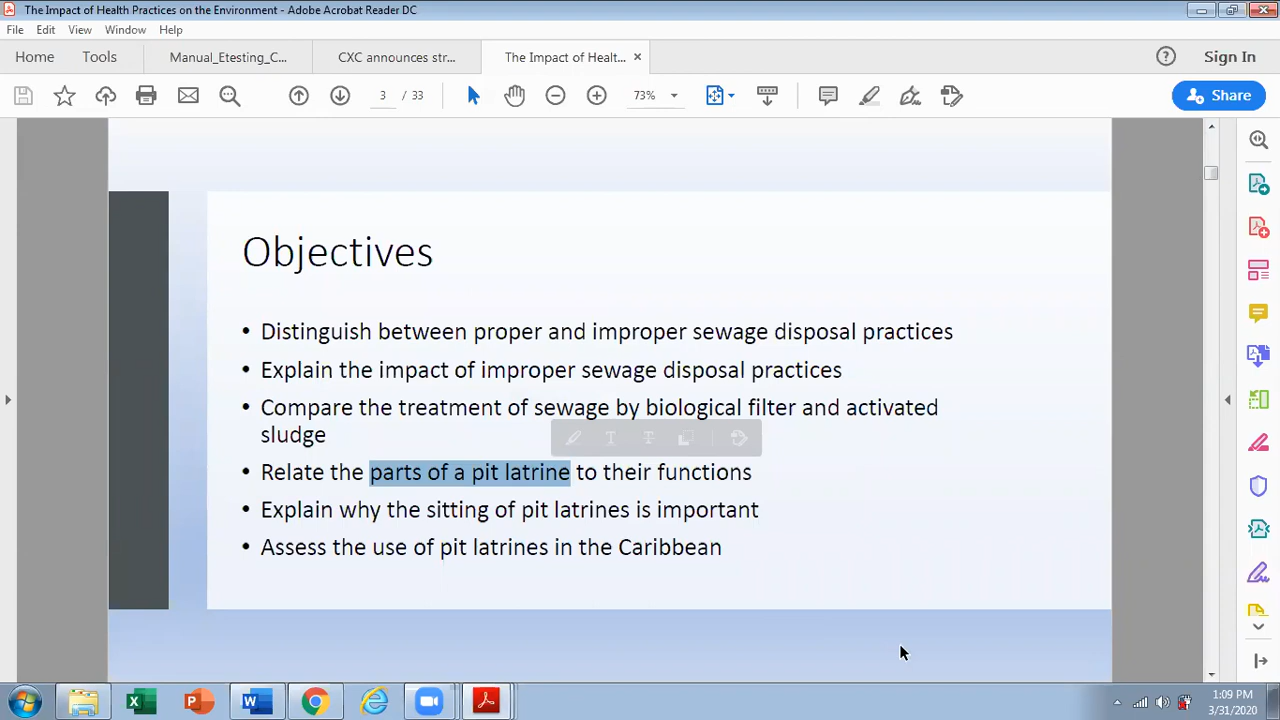 The Impact of Health Practices on the Environment - Adobe Acrobat Reader DC
File Edit View Window Help
Home Tools Manual_Etesting_C... CXC announces str... The Impact of Healt... × Sign In
3 / 33 73% Share
Objectives
• Distinguish between proper and improper sewage disposal practices
• Explain the impact of improper sewage disposal practices
• Compare the treatment of sewage by biological filter and activated
sludge
• Relate the parts of a pit latrine to their functions
• Explain why the sitting of pit latrines is important
• Assess the use of pit latrines in the Caribbean
1:09 PM
3/31/2020